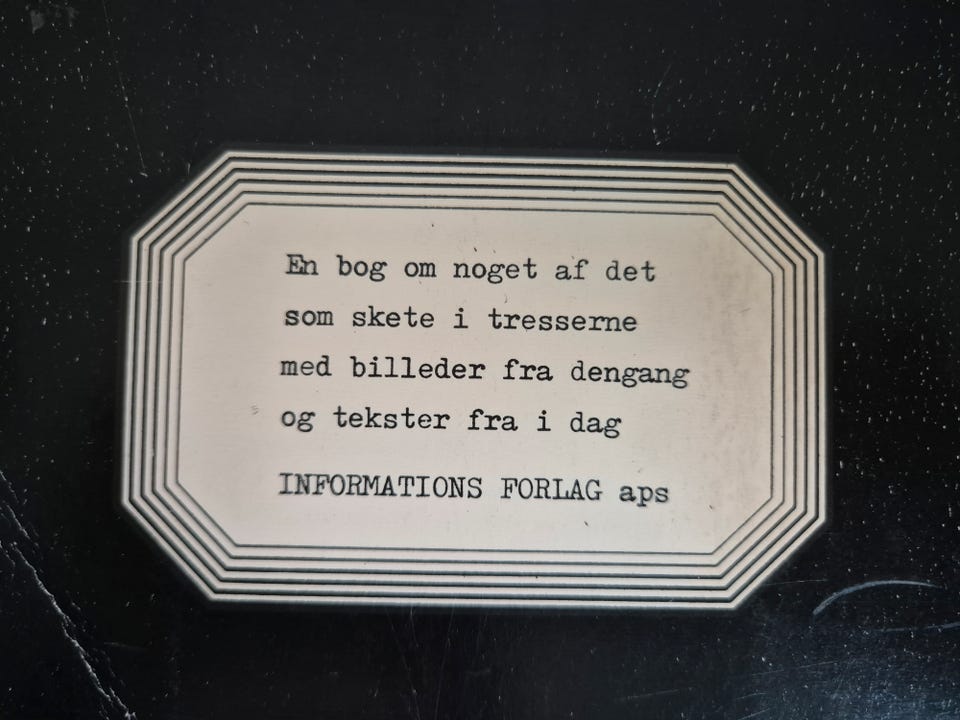 En bog om noget af det
som skete i tresserne
med billeder fra dengang
og tekster fra i dag
INFORMATIONS FORLAG aps